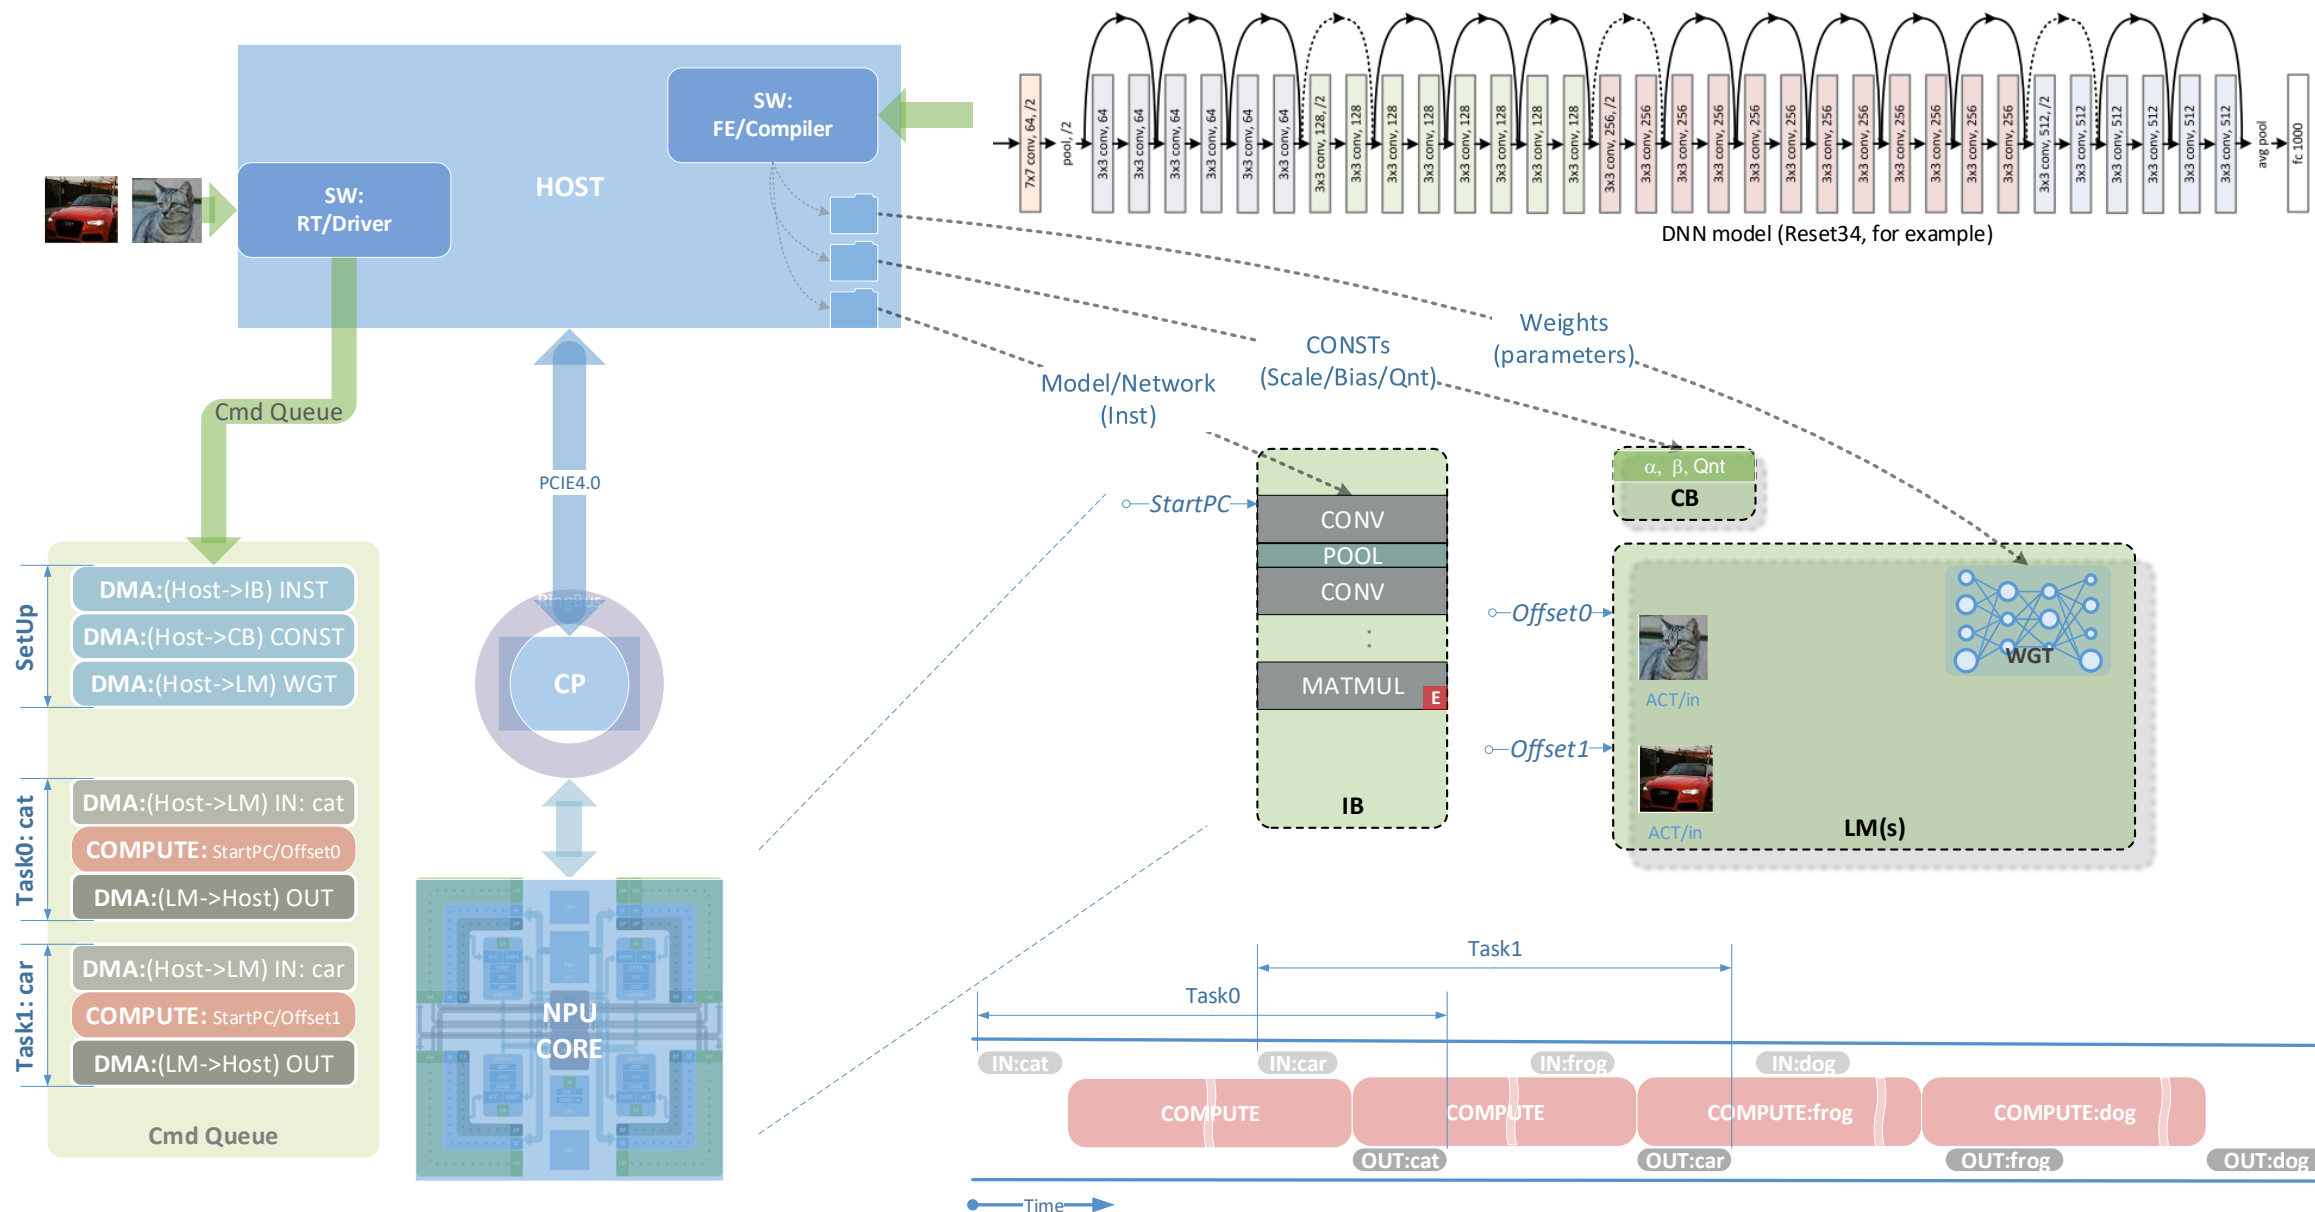 SW:
FE/Compiler
HOST
SW:
RT/Driver
7x7 conv, 64, /2
pool, /2
3x3 conv, 64
3x3 conv, 64
3x3 conv, 64
3x3 conv, 64
3x3 conv, 64
3x3 conv, 64
3x3 conv, 128, /2
3x3 conv, 128
3x3 conv, 128
3x3 conv, 128
3x3 conv, 128
3x3 conv, 128
3x3 conv, 128
3x3 conv, 128
3x3 conv, 256, /2
3x3 conv, 256
3x3 conv, 256
3x3 conv, 256
3x3 conv, 256
3x3 conv, 256
3x3 conv, 256
3x3 conv, 256
3x3 conv, 256
3x3 conv, 256
3x3 conv, 256
3x3 conv, 256
3x3 conv, 512, /2
3x3 conv, 512
3x3 conv, 512
3x3 conv, 512
3x3 conv, 512
3x3 conv, 512
avg pool
fc 1000
DNN model (Reset34, for example)
Weights
(parameters)
CONSTs
(Scale/Bias/Qnt)
Model/Network
(Inst)
Cmd Queue
PCIE4.0
RingBus
CP
NPU
CORE
SetUp
DMA:(Host->IB) INST
DMA:(Host->CB) CONST
DMA:(Host->LM) WGT
Task0: cat
DMA:(Host->LM) IN: cat
COMPUTE: StartPC/Offset0
DMA:(LM->Host) OUT
Task1: car
DMA:(Host->LM) IN: car
COMPUTE: StartPC/Offset1
DMA:(LM->Host) OUT
Cmd Queue
StartPC
CONV
POOL
CONV
:
MATMUL
E
IB
α, β, Qnt
CB
Offset0
ACT/in
WGT
Offset1
ACT/in
LM(s)
Task1
Task0
IN:cat
IN:car
IN:frog
IN:dog
COMPUTE
COMPUTE
COMPUTE:frog
COMPUTE:dog
OUT:cat
OUT:car
OUT:frog
OUT:dog
Time